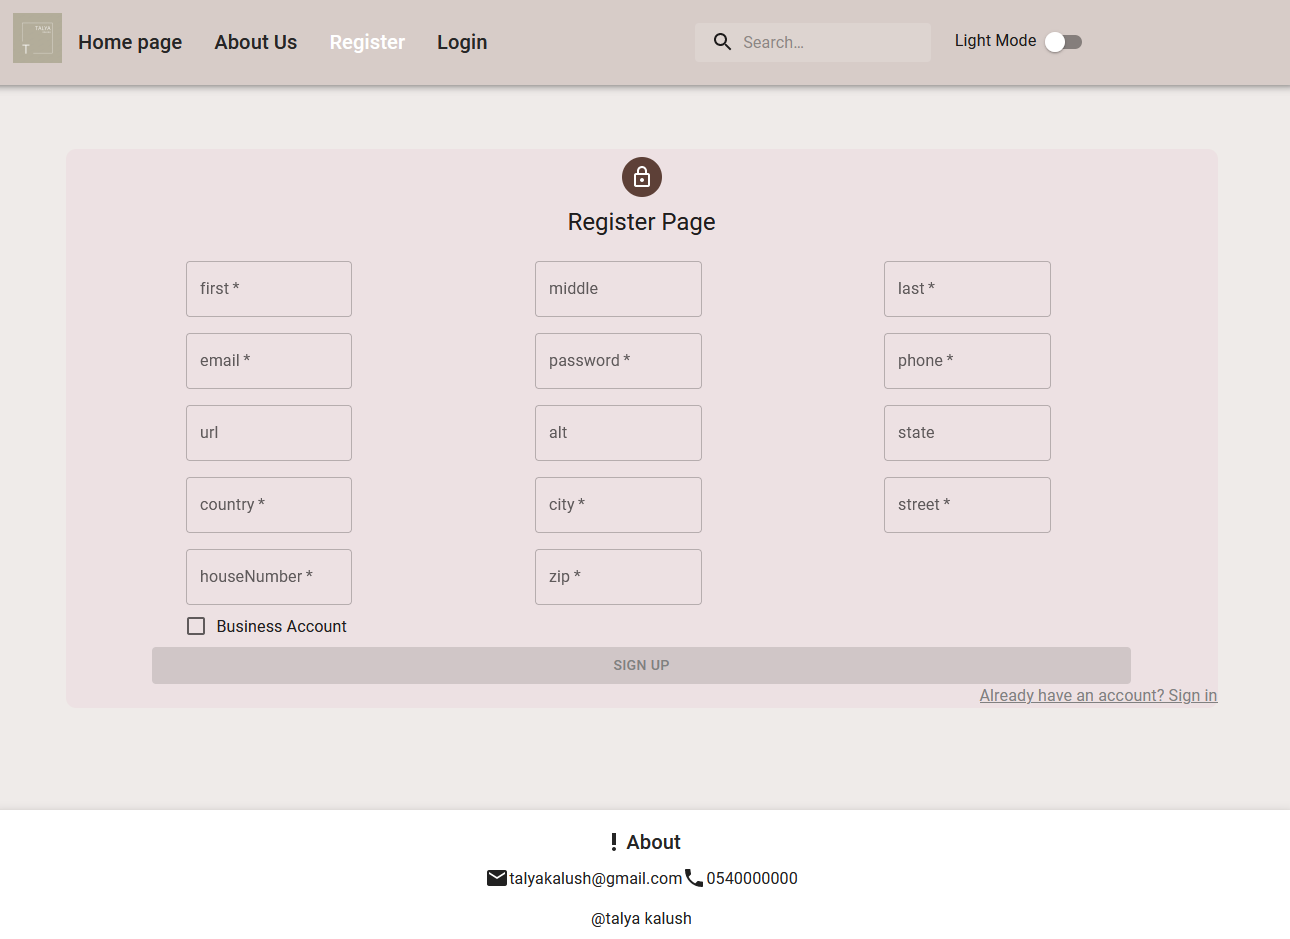 TALYA
T
Home page About Us Register Login Search... Light Mode
Register Page
first * middle last *
email * password * phone *
url alt state
country * city * street *
houseNumber * zip *
Business Account
SIGN UP
Already have an account? Sign in
About
talyakalush@gmail.com 0540000000
@talya kalush